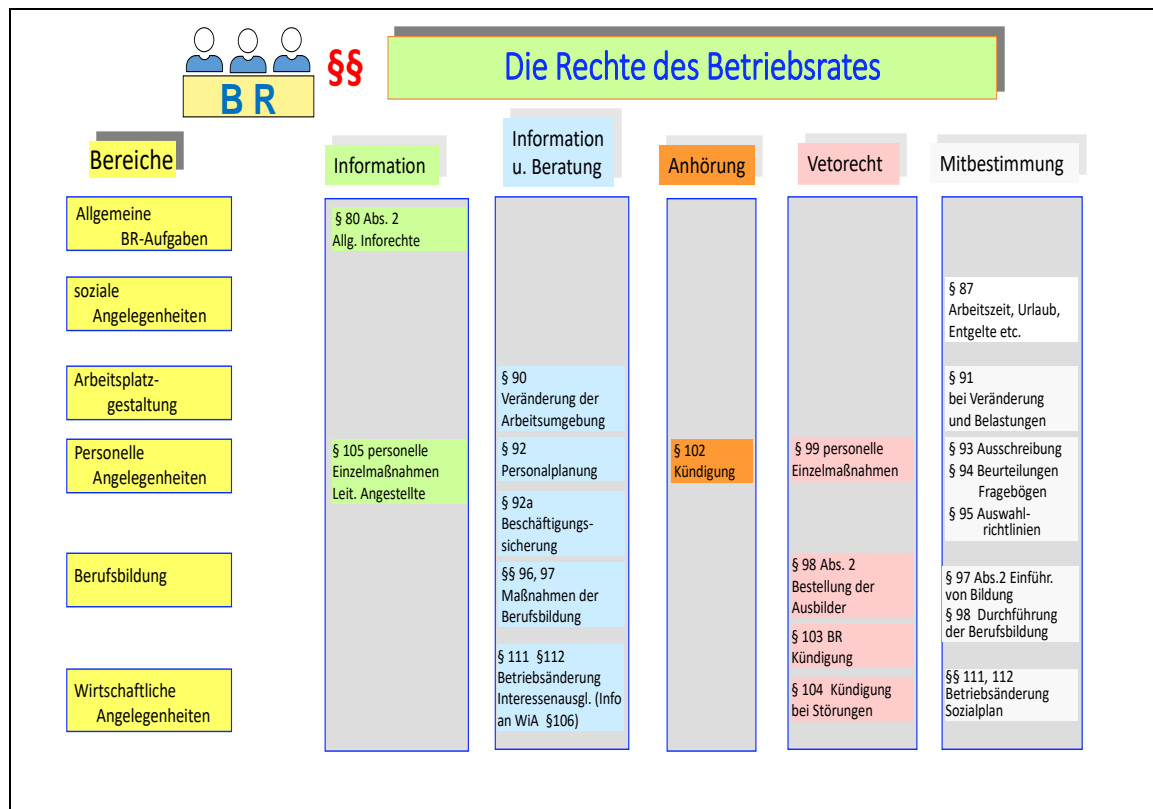 B R
§§
Die Rechte des Betriebsrates
Bereiche
Information
Information
u. Beratung
Anhörung
Vetorecht
Mitbestimmung
Allgemeine
BR-Aufgaben
§ 80 Abs. 2
Allg. Inforechte
soziale
Angelegenheiten
§ 87
Arbeitszeit, Urlaub,
Entgelte etc.
Arbeitsplatz-
gestaltung
§ 90
Veränderung der
Arbeitsumgebung
§ 91
bei Veränderung
und Belastungen
Personelle
Angelegenheiten
§ 105 personelle
Einzelmaßnahmen
Leit. Angestellte
§ 92
Personalplanung
§ 92a
Beschäftigungs-
sicherung
§ 102
Kündigung
§ 99 personelle
Einzelmaßnahmen
§ 93 Ausschreibung
§ 94 Beurteilungen
Fragebögen
§ 95 Auswahl-
richtlinien
Berufsbildung
§§ 96, 97
Maßnahmen der
Berufsbildung
§ 98 Abs. 2
Bestellung der
Ausbilder
§ 103 BR
Kündigung
§ 97 Abs.2 Einführ.
von Bildung
§ 98 Durchführung
der Berufsbildung
Wirtschaftliche
Angelegenheiten
§ 111 §112
Betriebsänderung
Interessenausgl. (Info
an WiA §106)
§ 104 Kündigung
bei Störungen
§§ 111, 112
Betriebsänderung
Sozialplan